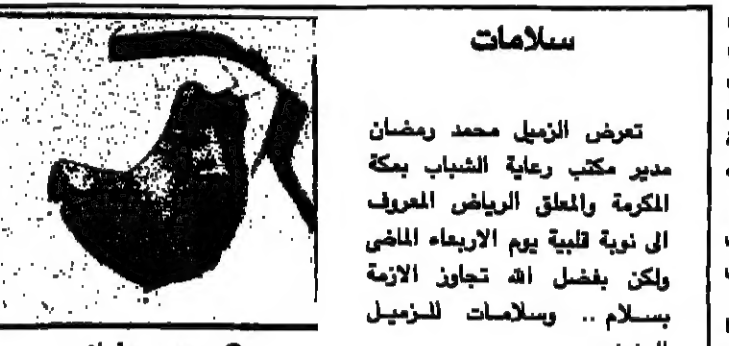 سلامات
تعرض الزميل محمد رمضان
مدير مكتب رعاية الشباب بمكة
المكرمة والمعلق الرياض المعروف
الى نوبة قلبية يوم الاربعاء الماضى
ولكن بفضل الله تجاوز الازمة
بسلام .. وسلامات للزميل